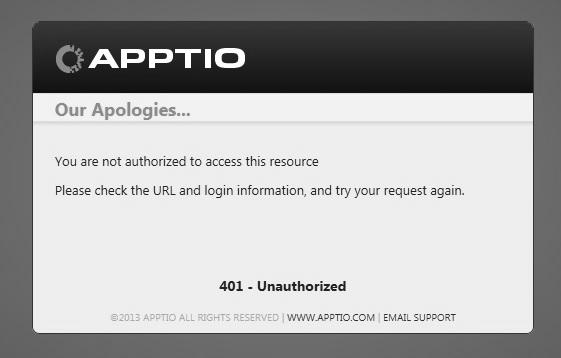 APPTIO
Our Apologies...
You are not authorized to access this resource
Please check the URL and login information, and try your request again.
401 - Unauthorized
©2013 APPTIO ALL RIGHTS RESERVED | WWW.APPTIO.COM | EMAIL SUPPORT